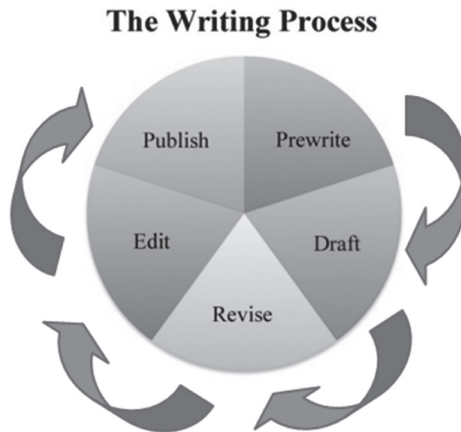 The Writing Process
Publish
Prewrite
Edit
Draft
Revise